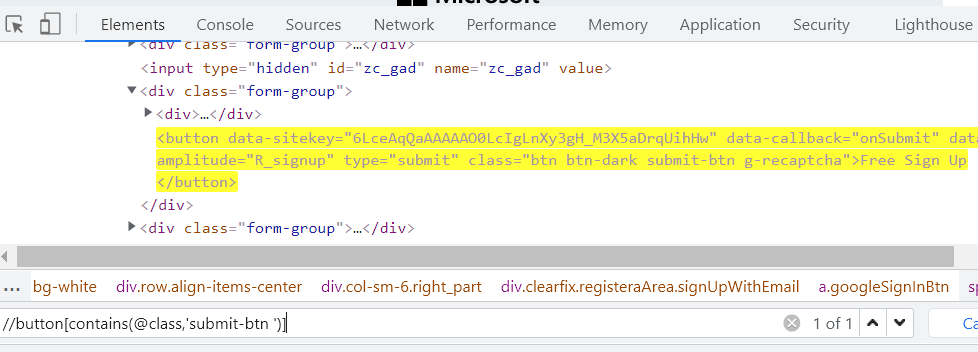 Microsoft
Elements Console Sources Network Performance Memory Application Security Lighthouse
<div class="form-group">…</div>
<input type="hidden" id="zc_gad" name="zc_gad" value>
<div class="form-group">
<div>…</div>
<button data-sitekey="6LceAqQaAAAAAO0LcIgLnXy3gH_M3X5aDrqUihHw" data-callback="onSubmit" data
amplitude="R_signup" type="submit" class="btn btn-dark submit-btn g-recaptcha">Free Sign Up
</button>
</div>
<div class="form-group">…</div>
... bg-white div.row.align-items-center div.col-sm-6.right_part div.clearfix.registeraArea.signUpWithEmail a.googleSignInBtn sp
//button[contains(@class,'submit-btn ')] 1 of 1 Ca